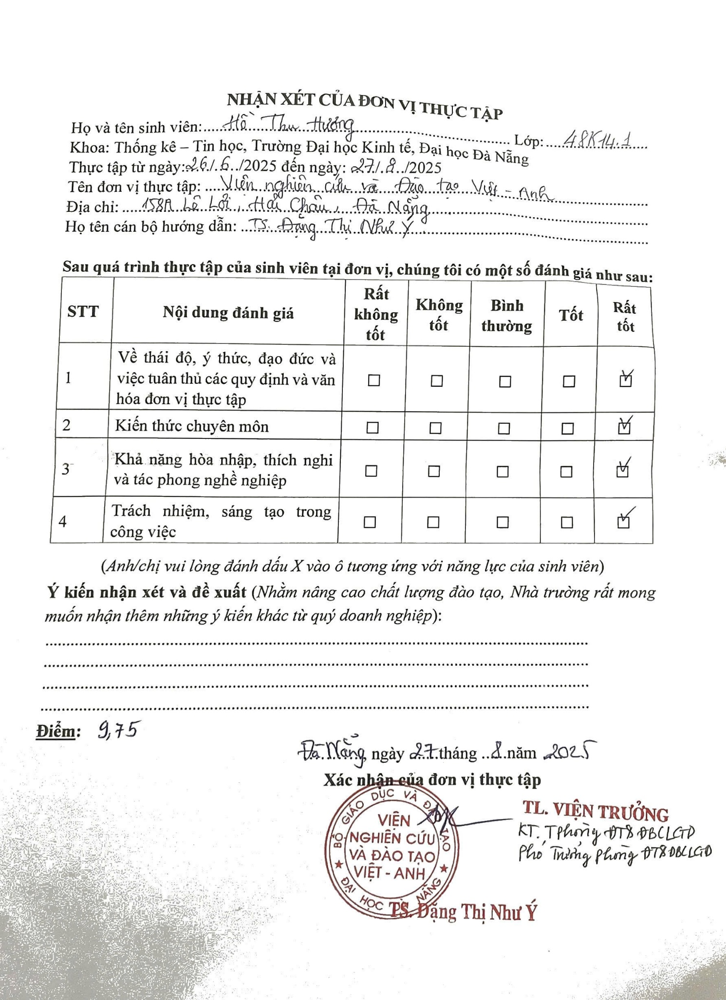 NHẬN XÉT CỦA ĐƠN VỊ THỰC TẬP
Họ và tên sinh viên: Hồ Thu Hương Lớp: 48K14.1
Khoa: Thống kê – Tin học, Trường Đại học Kinh tế, Đại học Đà Nẵng
Thực tập từ ngày: 26/6/2025 đến ngày: 27/8/2025
Tên đơn vị thực tập: Viện nghiên cứu và Đào tạo Việt - Anh
Địa chỉ: 158A Lê Lợi, Hải Châu, Đà Nẵng
Họ tên cán bộ hướng dẫn: TS. Đặng Thị Như Ý
Sau quá trình thực tập của sinh viên tại đơn vị, chúng tôi có một số đánh giá như sau:
STT Nội dung đánh giá Rất không tốt Không tốt Bình thường Tốt Rất tốt
1 Về thái độ, ý thức, đạo đức và
việc tuân thủ các quy định và văn
hóa đơn vị thực tập ☐ ☐ ☐ ☐ ☑
2 Kiến thức chuyên môn ☐ ☐ ☐ ☐ ☑
3 Khả năng hòa nhập, thích nghi
và tác phong nghề nghiệp ☐ ☐ ☐ ☐ ☑
4 Trách nhiệm, sáng tạo trong
công việc ☐ ☐ ☐ ☐ ☑
(Anh/chị vui lòng đánh dấu X vào ô tương ứng với năng lực của sinh viên)
Ý kiến nhận xét và đề xuất (Nhằm nâng cao chất lượng đào tạo, Nhà trường rất mong
muốn nhận thêm những ý kiến khác từ quý doanh nghiệp):
Điểm: 9,75
Đà Nẵng, ngày 27 tháng 8 năm 2025
Xác nhận của đơn vị thực tập
BỘ GIÁO DỤC VÀ ĐÀO TẠO
VIỆN
NGHIÊN CỨU
VÀ ĐÀO TẠO
VIỆT - ANH
ĐẠI HỌC ĐÀ NẴNG
TL. VIỆN TRƯỞNG
KT. TPhòng ĐT&ĐBCLGD
Phó Trưởng phòng ĐT&ĐBCLGD
TS. Đặng Thị Như Ý